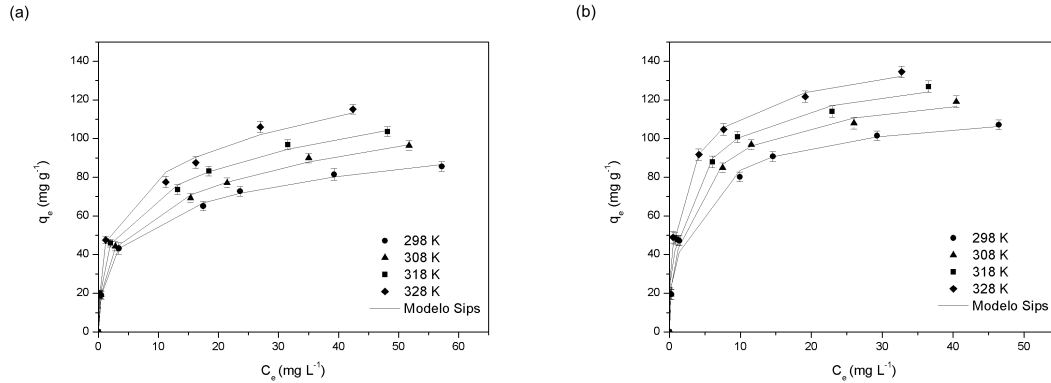 (a)
140
120
100
80
60
40
20
0
q_e (mg g⁻¹)
0 10 20 30 40 50 60
C_e (mg L⁻¹)
298 K
308 K
318 K
328 K
Modelo Sips
(b)
140
120
100
80
60
40
20
0
q_e (mg g⁻¹)
0 10 20 30 40 50
C_e (mg L⁻¹)
298 K
308 K
318 K
328 K
Modelo Sips